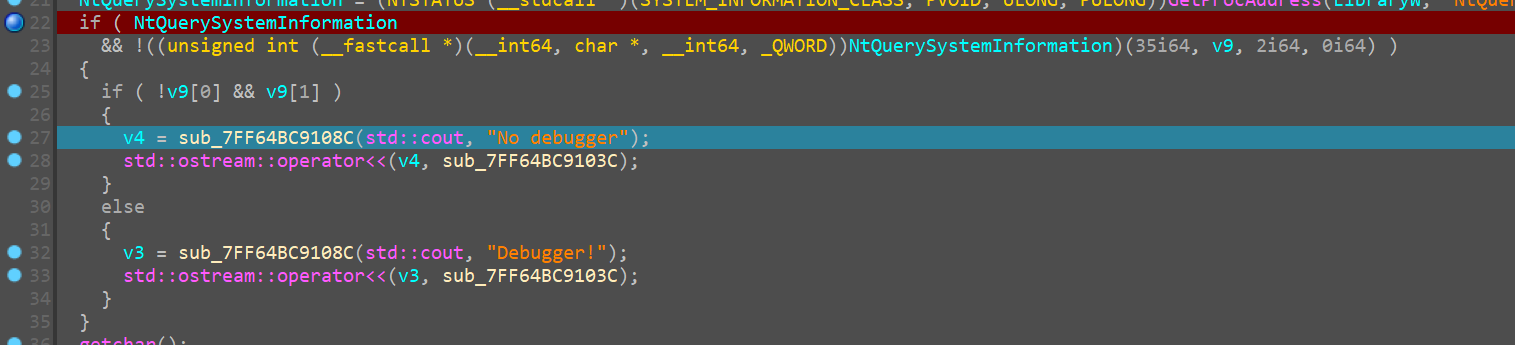 21 NtQuerySystemInformation = (NTSTATUS (__stdcall *)(SYSTEM_INFORMATION_CLASS, PVOID, ULONG, PULONG))GetProcAddress(LibraryW, "NtQuer
22 if ( NtQuerySystemInformation
23 && !((unsigned int (__fastcall *)(__int64, char *, __int64, _QWORD))NtQuerySystemInformation)(35i64, v9, 2i64, 0i64) )
24 {
25 if ( !v9[0] && v9[1] )
26 {
27 v4 = sub_7FF64BC9108C(std::cout, "No debugger");
28 std::ostream::operator<<(v4, sub_7FF64BC9103C);
29 }
30 else
31 {
32 v3 = sub_7FF64BC9108C(std::cout, "Debugger!");
33 std::ostream::operator<<(v3, sub_7FF64BC9103C);
34 }
35 }
36 getchar();